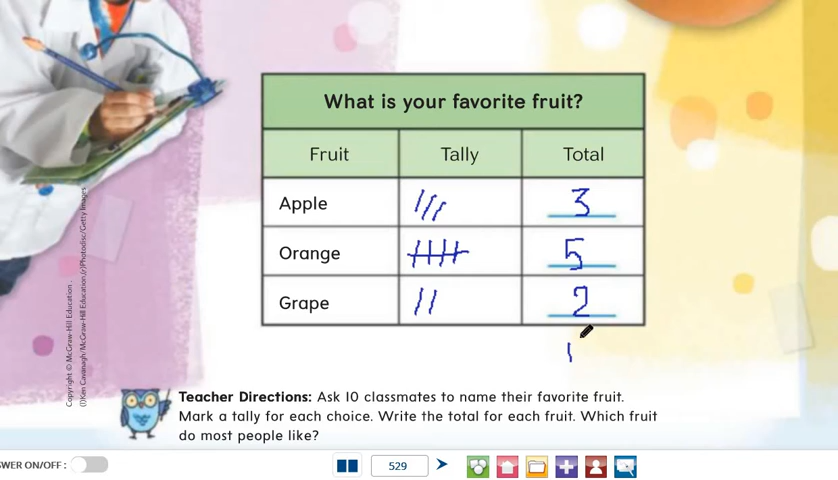 What is your favorite fruit?
Fruit Tally Total
Apple 3
Orange 5
Grape 2
Copyright © McGraw-Hill Education.
(l)Ken Cavanagh/McGraw-Hill Education,(r)Photodisc/Getty Images
Teacher Directions: Ask 10 classmates to name their favorite fruit.
Mark a tally for each choice. Write the total for each fruit. Which fruit
do most people like?
WER ON/OFF :
529